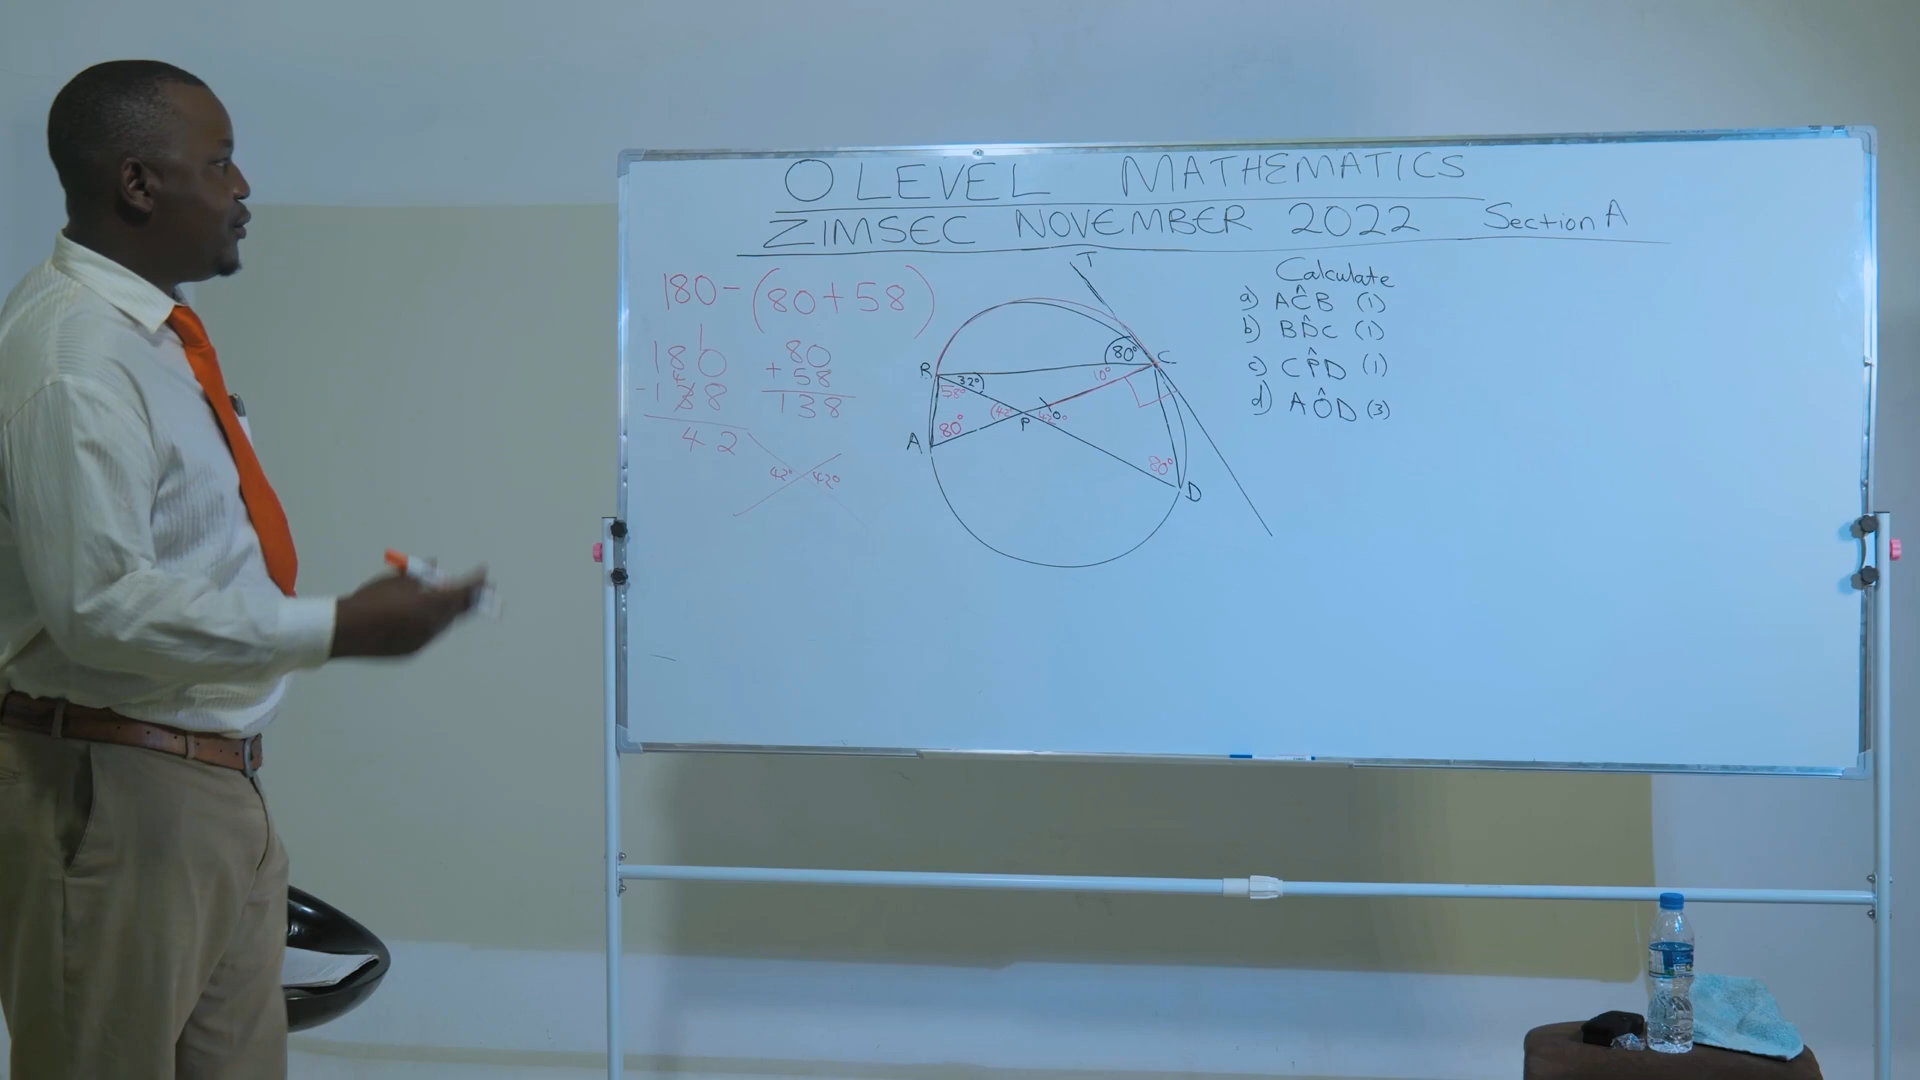 O LEVEL MATHEMATICS
ZIMSEC NOVEMBER 2022 Section A
180-(80+58)
180
-138
42
80
+58
138
42° 42°
T
80°
C
B
32°
58°
10°
(42°
O
42°
P
A
80°
80°
D
Calculate
a) AĈB (1)
b) BD̂C (1)
c) CP̂D (1)
d) AÔD (3)